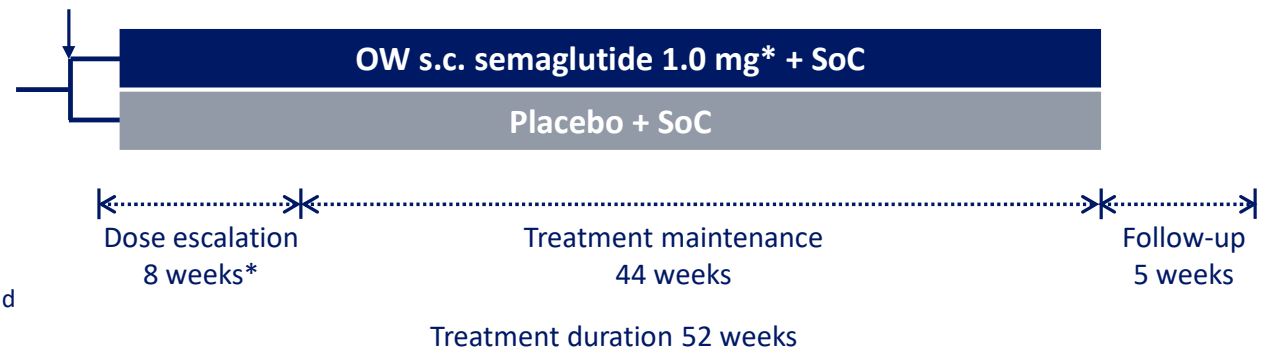 OW s.c. semaglutide 1.0 mg* + SoC
Placebo + SoC
Dose escalation
8 weeks*
Treatment maintenance
44 weeks
Follow-up
5 weeks
d
Treatment duration 52 weeks